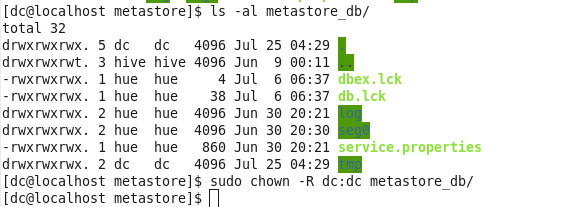 [dc@localhost metastore]$ ls -al metastore_db/
total 32
drwxrwxrwx. 5 dc   dc   4096 Jul 25 04:29 .
drwxrwxrwt. 3 hive hive 4096 Jun  9 00:11 ..
-rwxrwxrwx. 1 hue  hue     4 Jul  6 06:37 dbex.lck
-rwxrwxrwx. 1 hue  hue    38 Jul  6 06:37 db.lck
drwxrwxrwx. 2 hue  hue  4096 Jun 30 20:21 log
drwxrwxrwx. 2 hue  hue  4096 Jun 30 20:30 seg0
-rwxrwxrwx. 1 hue  hue   860 Jun 30 20:21 service.properties
drwxrwxrwx. 2 dc   dc   4096 Jul 25 04:29 tmp
[dc@localhost metastore]$ sudo chown -R dc:dc metastore_db/
[dc@localhost metastore]$